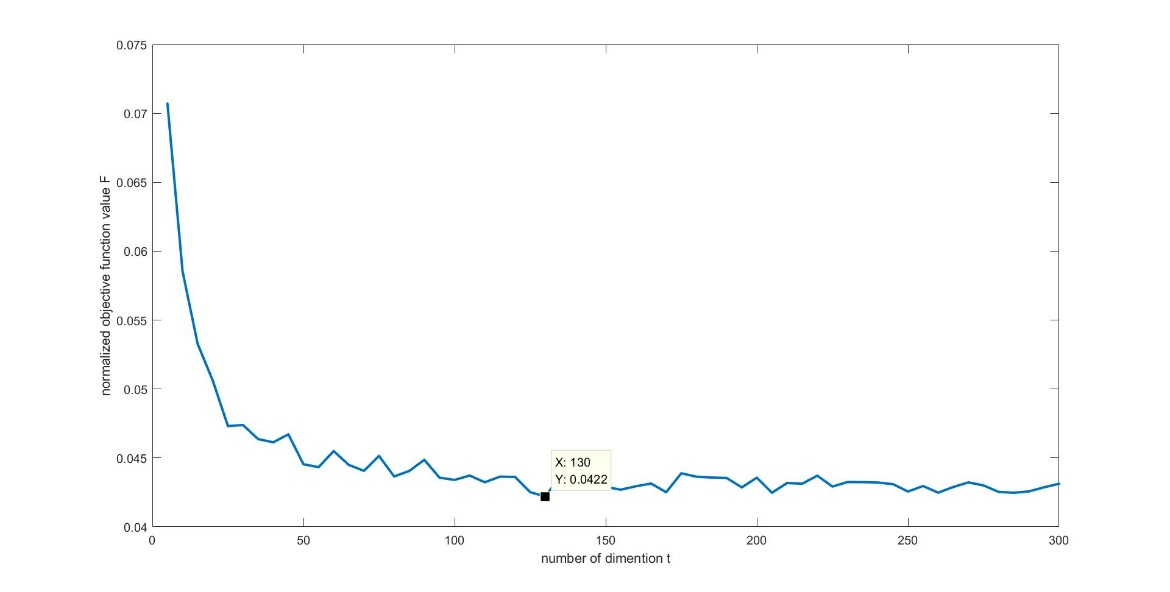 0.075
0.07
0.065
0.06
0.055
0.05
0.045
0.04
normalized objective function value F
X: 130
Y: 0.0422
0 50 100 150 200 250 300
number of dimention t